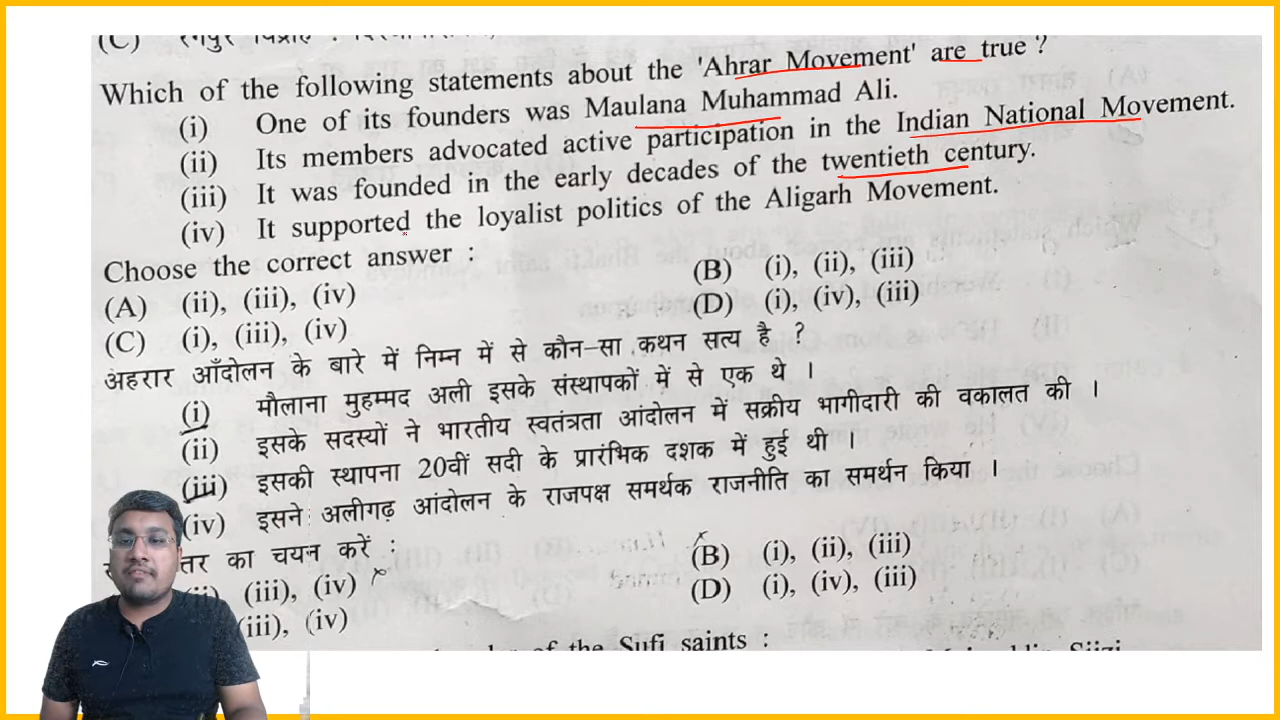 (C)
Which of the following statements about the 'Ahrar Movement' are true ?
(i) One of its founders was Maulana Muhammad Ali.
(ii) Its members advocated active participation in the Indian National Movement.
(iii) It was founded in the early decades of the twentieth century.
(iv) It supported the loyalist politics of the Aligarh Movement.
Choose the correct answer :
(A) (ii), (iii), (iv) (B) (i), (ii), (iii)
(C) (i), (iii), (iv) (D) (i), (iv), (iii)
अहरार आँदोलन के बारे में निम्न में से कौन-सा कथन सत्य है ?
(i) मौलाना मुहम्मद अली इसके संस्थापकों में से एक थे ।
(ii) इसके सदस्यों ने भारतीय स्वतंत्रता आंदोलन में सक्रीय भागीदारी की वकालत की ।
(iii) इसकी स्थापना 20वीं सदी के प्रारंभिक दशक में हुई थी ।
(iv) इसने अलीगढ़ आंदोलन के राजपक्ष समर्थक राजनीति का समर्थन किया ।
का चयन करें :
(iii), (iv) (B) (i), (ii), (iii)
(iii), (iv) (D) (i), (iv), (iii)
of the Sufi saints :